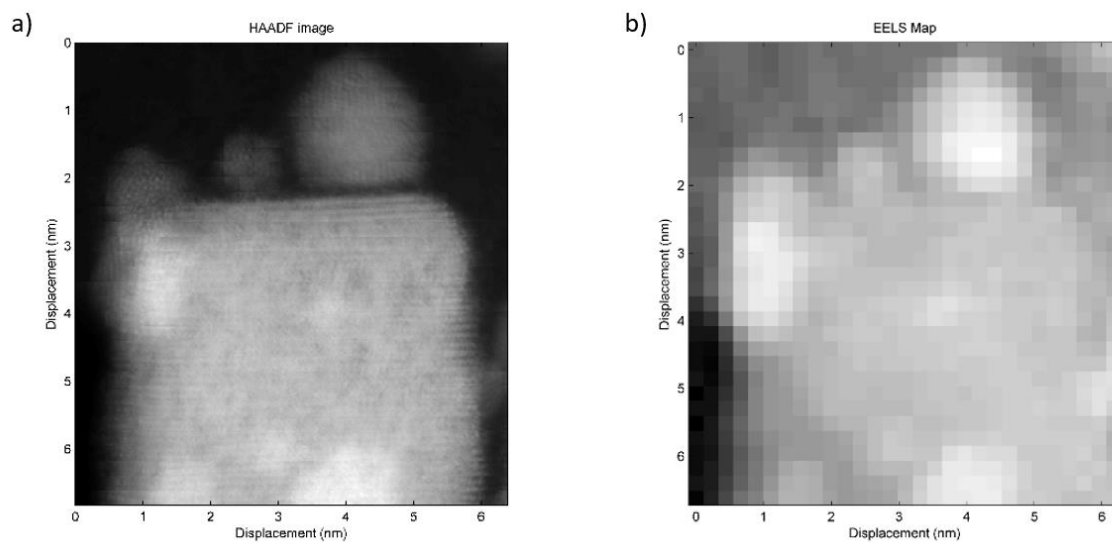 a)
HAADF image
0
1
2
3
4
5
6
Displacement (nm)
0 1 2 3 4 5 6
Displacement (nm)
b)
EELS Map
0
1
2
3
4
5
6
Displacement (nm)
0 1 2 3 4 5 6
Displacement (nm)